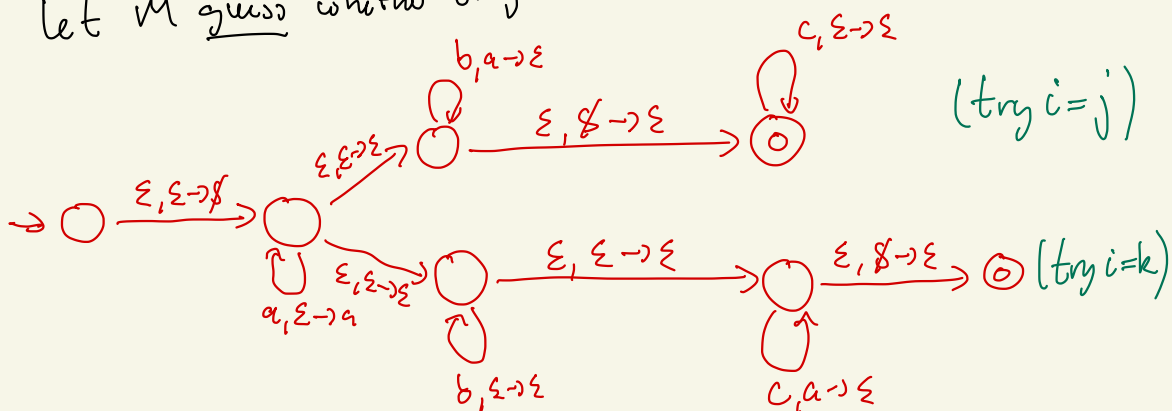 let M guess
b,a→ε
c,ε→ε
ε,$→ε
(try i=j)
ε,ε→ε
ε,ε→$
ε,ε→ε
ε,$→ε
(try i=k)
ε,ε→ε
a,ε→a
b,ε→ε
c,a→ε